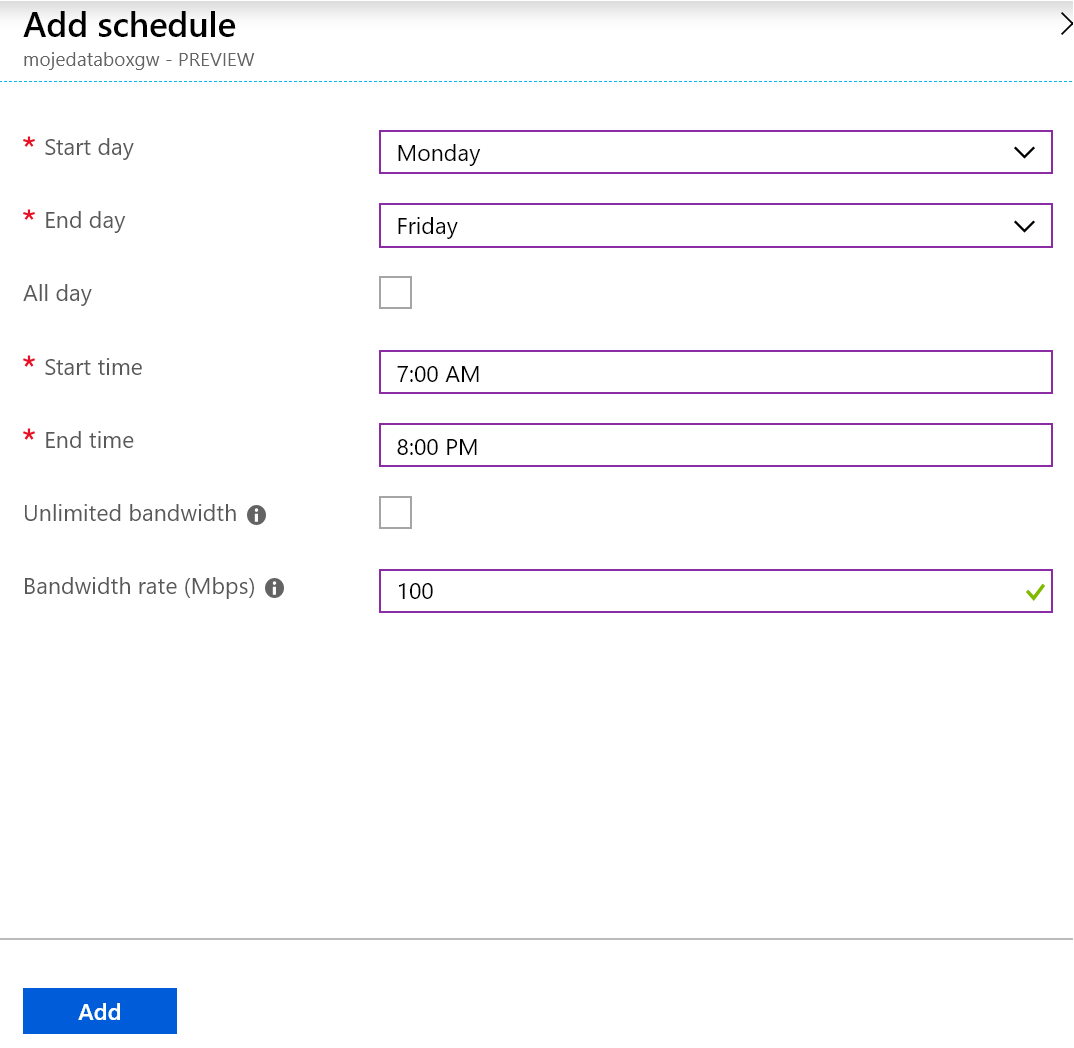 Add schedule
mojedataboxgw - PREVIEW
* Start day
Monday
* End day
Friday
All day
* Start time
7:00 AM
* End time
8:00 PM
Unlimited bandwidth
Bandwidth rate (Mbps)
100
Add